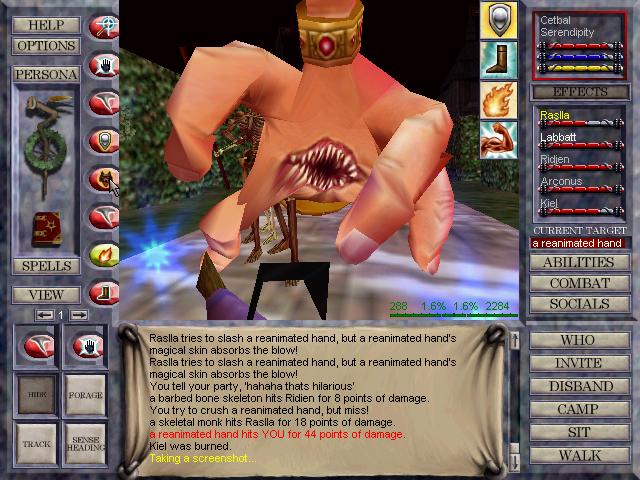 HELP
OPTIONS
PERSONA
SPELLS
VIEW
1
HIDE
FORAGE
TRACK
SENSE
HEADING
288 1.6% 1.6% 2284
Rasila tries to slash a reanimated hand, but a reanimated hand's
magical skin absorbs the blow!
Raslla tries to slash a reanimated hand, but a reanimated hand's
magical skin absorbs the blow!
You tell your party, 'hahaha thats hilarious'
a barbed bone skeleton hits Ridien for 8 points of damage.
You try to crush a reanimated hand, but miss!
a skeletal monk hits Raslla for 18 points of damage.
a reanimated hand hits YOU for 44 points of damage.
Kiel was burned.
Taking a screenshot...
Cetbal
Serendipity
EFFECTS
Raslla
Labbatt
Ridien
Arconus
Kiel
CURRENT TARGET
a reanimated hand
ABILITIES
COMBAT
SOCIALS
WHO
INVITE
DISBAND
CAMP
SIT
WALK